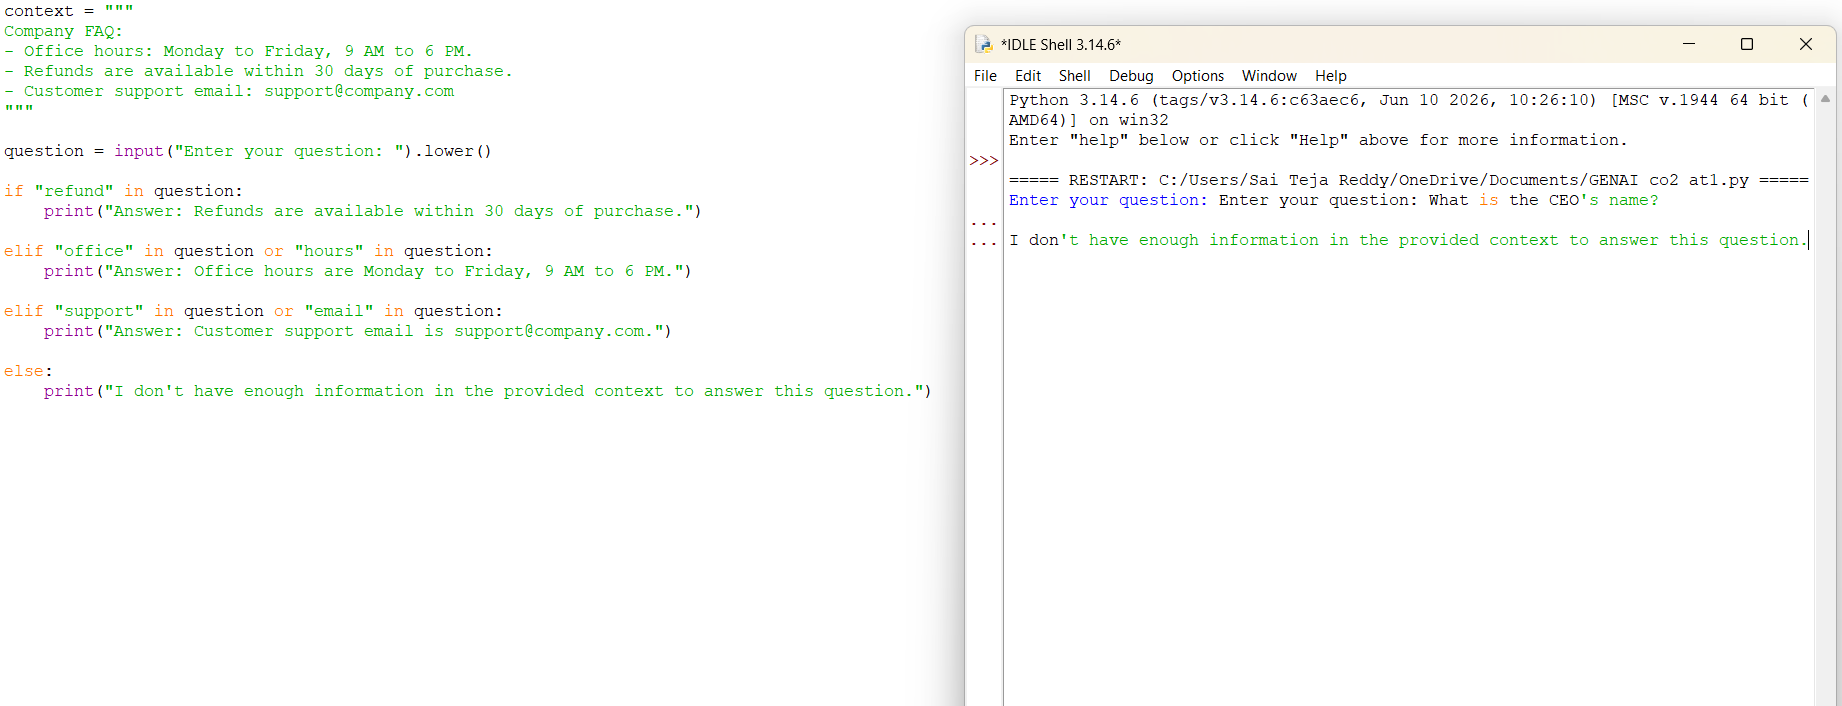 context = """
Company FAQ:
- Office hours: Monday to Friday, 9 AM to 6 PM.
- Refunds are available within 30 days of purchase.
- Customer support email: support@company.com
"""
question = input("Enter your question: ").lower()
if "refund" in question:
    print("Answer: Refunds are available within 30 days of purchase.")
elif "office" in question or "hours" in question:
    print("Answer: Office hours are Monday to Friday, 9 AM to 6 PM.")
elif "support" in question or "email" in question:
    print("Answer: Customer support email is support@company.com.")
else:
    print("I don't have enough information in the provided context to answer this question.")
*IDLE Shell 3.14.6*
File Edit Shell Debug Options Window Help
Python 3.14.6 (tags/v3.14.6:c63aec6, Jun 10 2026, 10:26:10) [MSC v.1944 64 bit (
AMD64)] on win32
Enter "help" below or click "Help" above for more information.
>>>
===== RESTART: C:/Users/Sai Teja Reddy/OneDrive/Documents/GENAI co2 at1.py =====
Enter your question: Enter your question: What is the CEO's name?
...
... I don't have enough information in the provided context to answer this question.